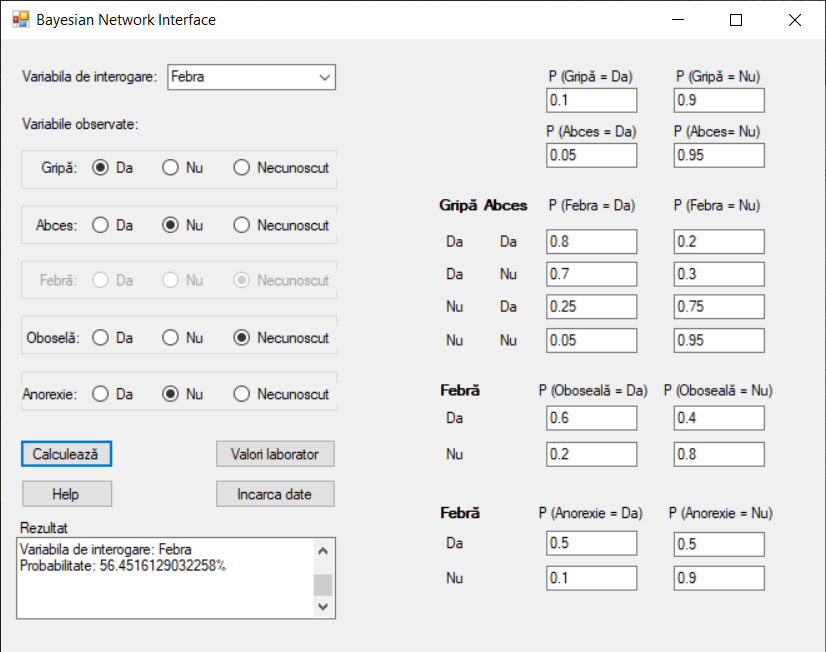 Bayesian Network Interface
Variabila de interogare: Febra
Variabile observate:
Gripă: Da Nu Necunoscut
Abces: Da Nu Necunoscut
Febră: Da Nu Necunoscut
Oboselă: Da Nu Necunoscut
Anorexie: Da Nu Necunoscut
Calculează Valori laborator
Help Incarca date
Rezultat
Variabila de interogare: Febra
Probabilitate: 56.4516129032258%
P (Gripă = Da) P (Gripă = Nu)
0.1 0.9
P (Abces = Da) P (Abces= Nu)
0.05 0.95
Gripă Abces P (Febra = Da) P (Febra = Nu)
Da Da 0.8 0.2
Da Nu 0.7 0.3
Nu Da 0.25 0.75
Nu Nu 0.05 0.95
Febră P (Oboseală = Da) P (Oboseală = Nu)
Da 0.6 0.4
Nu 0.2 0.8
Febră P (Anorexie = Da) P (Anorexie = Nu)
Da 0.5 0.5
Nu 0.1 0.9